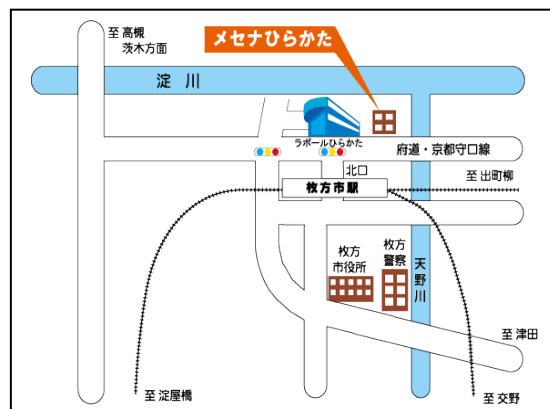 至 高槻
茨木方面
メセナひらかた
淀川
ラポールひらかた
府道・京都守口線
北口
至 出町柳
枚方市駅
枚方
市役所
枚方
警察
天野川
至 津田
至 淀屋橋
至 交野